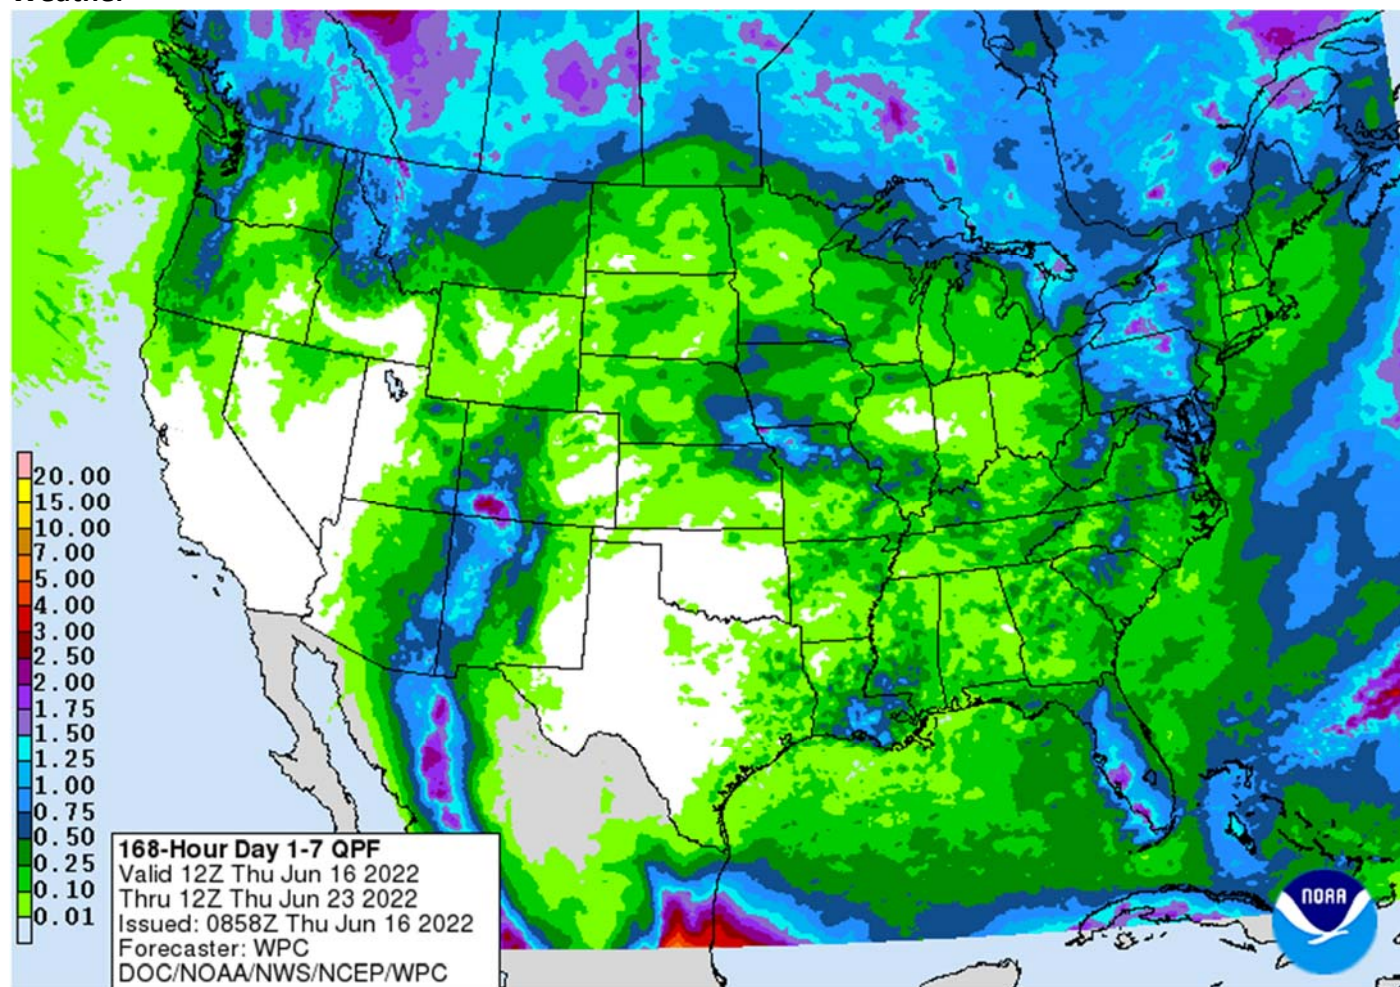 Weather
20.00
15.00
10.00
7.00
5.00
4.00
3.00
2.50
2.00
1.75
1.50
1.25
1.00
0.75
0.50
0.25
0.10
0.01
168-Hour Day 1-7 QPF
Valid 12Z Thu Jun 16 2022
Thru 12Z Thu Jun 23 2022
Issued: 0858Z Thu Jun 16 2022
Forecaster: WPC
DOC/NOAA/NWS/NCEP/WPC
NOAA